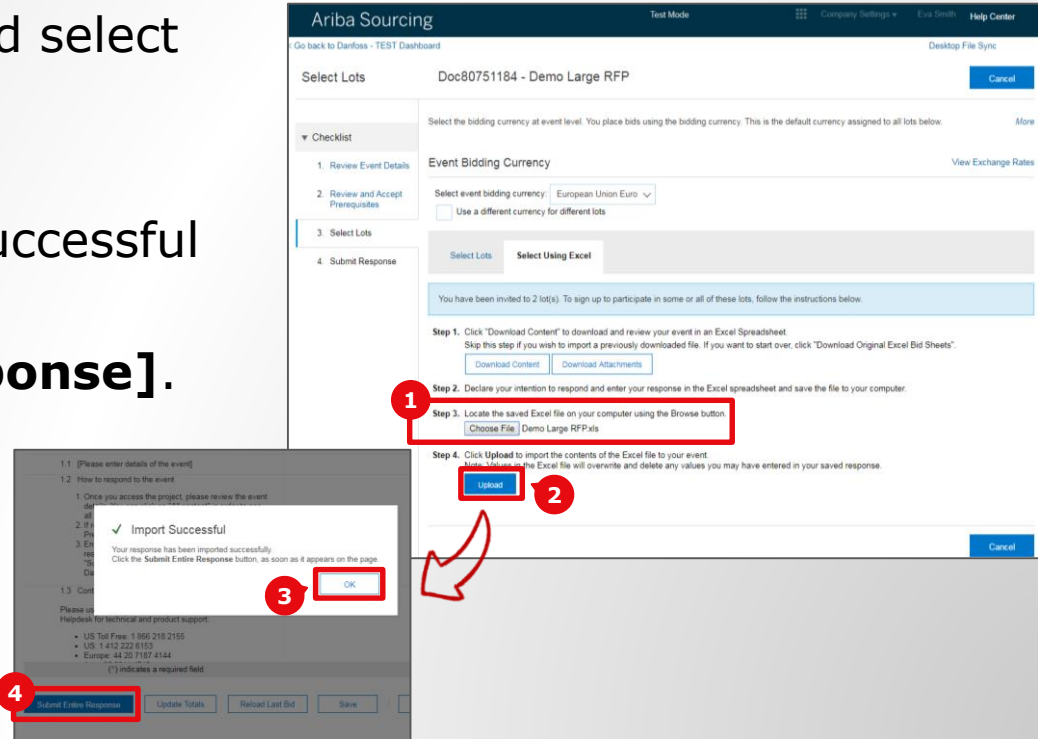 d select
uccessful
onse].
Ariba Sourcing
Test Mode
Company Settings ▾
Eva Smith
Help Center
Go back to Danfoss - TEST Dashboard
Desktop File Sync
Select Lots
Doc80751184 - Demo Large RFP
Cancel
Select the bidding currency at event level. You place bids using the bidding currency. This is the default currency assigned to all lots below.
More
▼ Checklist
1. Review Event Details
2. Review and Accept
Prerequisites
3. Select Lots
4. Submit Response
Event Bidding Currency
View Exchange Rates
Select event bidding currency: European Union Euro
Use a different currency for different lots
Select Lots
Select Using Excel
You have been invited to 2 lot(s). To sign up to participate in some or all of these lots, follow the instructions below.
Step 1. Click "Download Content" to download and review your event in an Excel Spreadsheet.
Skip this step if you wish to import a previously downloaded file. If you want to start over, click "Download Original Excel Bid Sheets".
Download Content
Download Attachments
Step 2. Declare your intention to respond and enter your response in the Excel spreadsheet and save the file to your computer.
1
Step 3. Locate the saved Excel file on your computer using the Browse button.
Choose File Demo Large RFP.xls
Step 4. Click Upload to import the contents of the Excel file to your event.
Note: Values in the Excel file will overwrite and delete any values you may have entered in your saved response.
Upload
2
Cancel
1.1 [Please enter details of the event]
1.2 How to respond to the event
1. Once you access the project, please review the event
all
2. If
3. En
✓ Import Successful
Your response has been imported successfully.
Click the Submit Entire Response button, as soon as it appears on the page.
OK
3
1.3 Cont
Please us
Helpdesk for technical and product support:
• US Toll Free: 1 866 218 2155
• US: 1 412 222 6153
• Europe: 44 20 7187 4144
(*) indicates a required field
4
Submit Entire Response
Update Totals
Reload Last Bid
Save